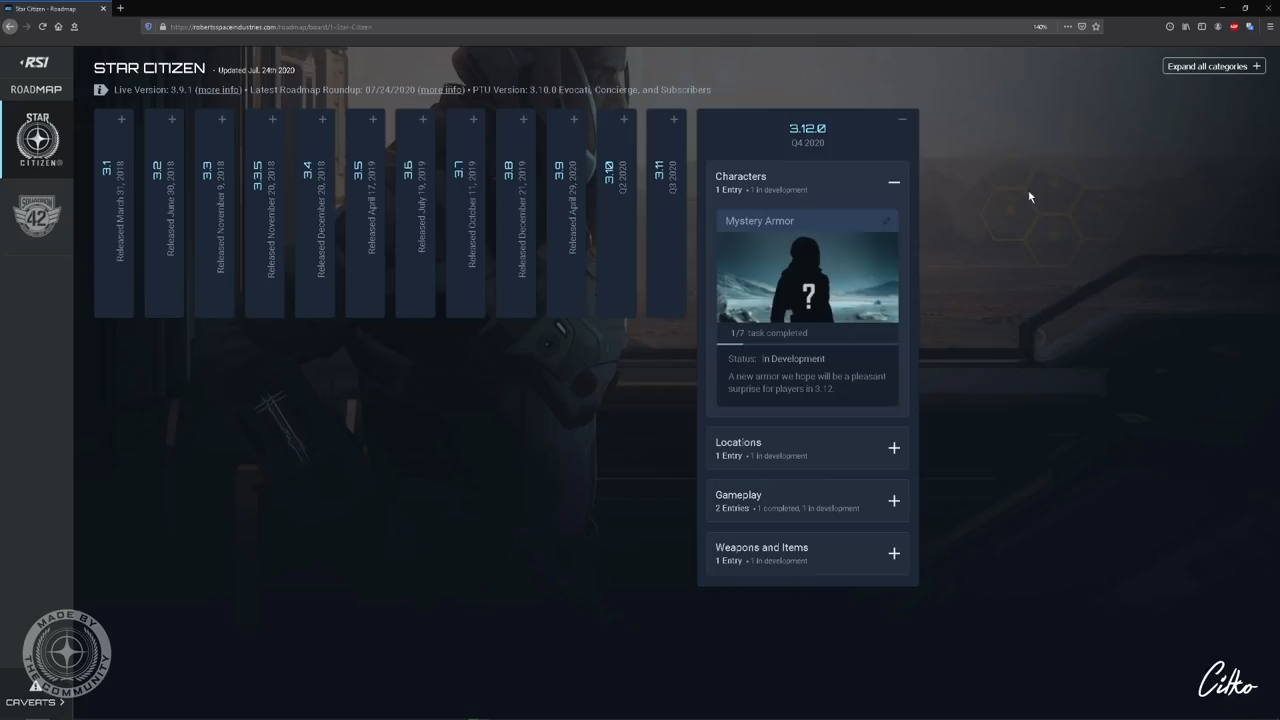 Star Citizen - Roadmap
https://robertsspaceindustries.com/roadmap/board/1-Star-Citizen
140%
RSI
ROADMAP
STAR
CITIZEN®
SQUADRON
42
STAR CITIZEN • Updated Jul. 24th 2020
Expand all categories +
Live Version: 3.9.1 (more info) • Latest Roadmap Roundup: 07/24/2020 (more info) • PTU Version: 3.10.0 Evocati, Concierge, and Subscribers
3.1 Released March 31, 2018
3.2 Released June 30, 2018
3.3 Released November 9, 2018
3.3.5 Released November 20, 2018
3.4 Released December 20, 2018
3.5 Released April 17, 2019
3.6 Released July 19, 2019
3.7 Released October 11, 2019
3.8 Released December 21, 2019
3.9 Released April 29, 2020
3.10 Q2 2020
3.11 Q3 2020
3.12.0
Q4 2020
Characters
1 Entry • 1 in development
Mystery Armor
?
1/7 task completed
Status: In Development
A new armor we hope will be a pleasant
surprise for players in 3.12.
Locations
1 Entry • 1 in development
Gameplay
2 Entries • 1 completed, 1 in development
Weapons and Items
1 Entry • 1 in development
MADE BY
THE COMMUNITY
CAVEATS >